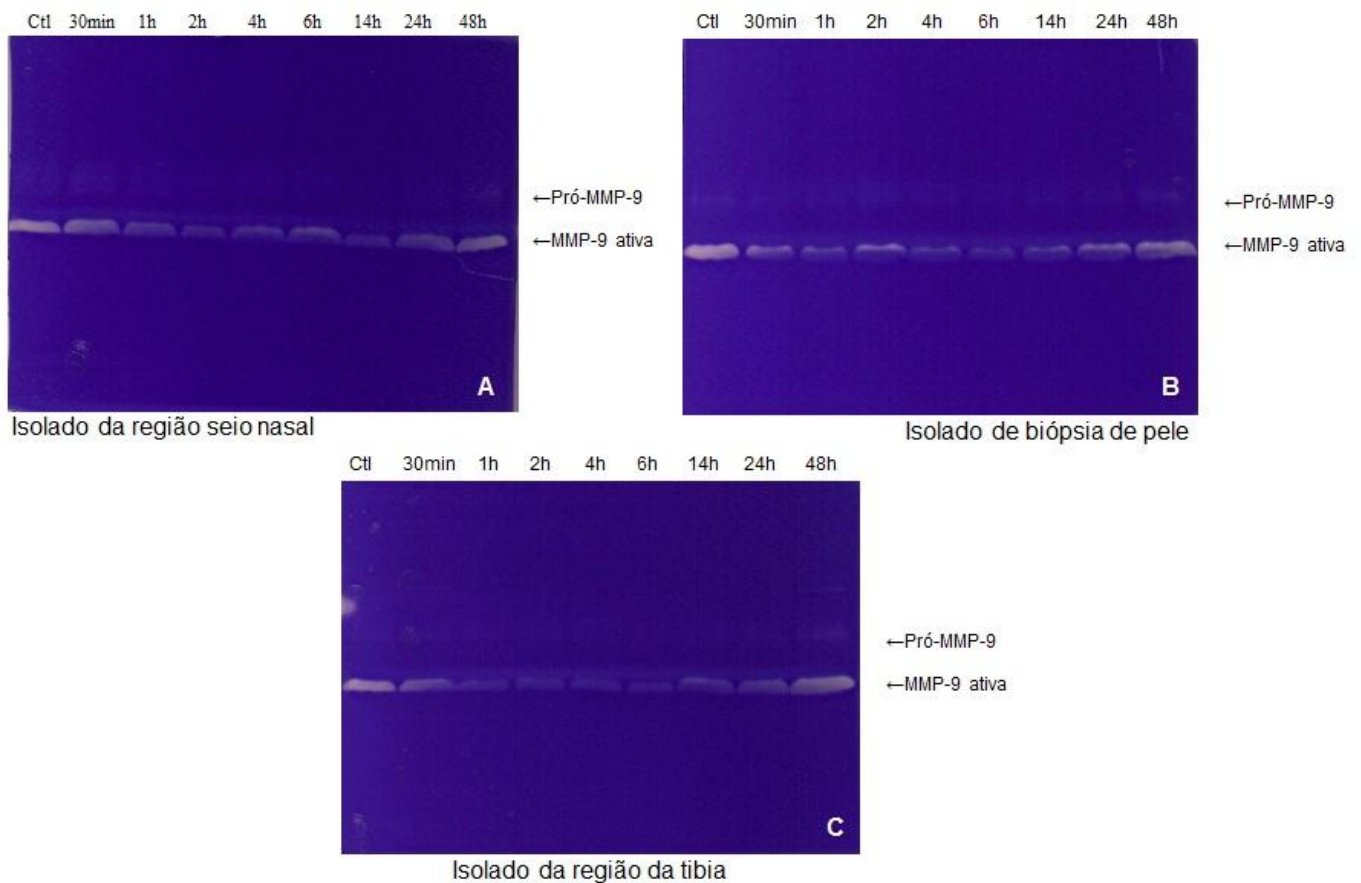 Ctl 30min 1h 2h 4h 6h 14h 24h 48h
←Pró-MMP-9
←MMP-9 ativa
A
Isolado da região seio nasal
Ctl 30min 1h 2h 4h 6h 14h 24h 48h
←Pró-MMP-9
←MMP-9 ativa
B
Isolado de biópsia de pele
Ctl 30min 1h 2h 4h 6h 14h 24h 48h
←Pró-MMP-9
←MMP-9 ativa
C
Isolado da região da tibia